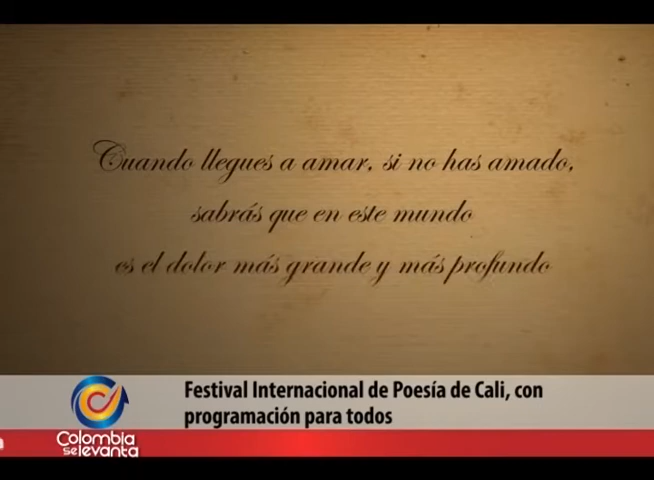 Cuando llegues a amar, si no has amado,
sabrás que en este mundo
es el dolor más grande y más profundo
Festival Internacional de Poesía de Cali, con
programación para todos
Colombia
se levanta